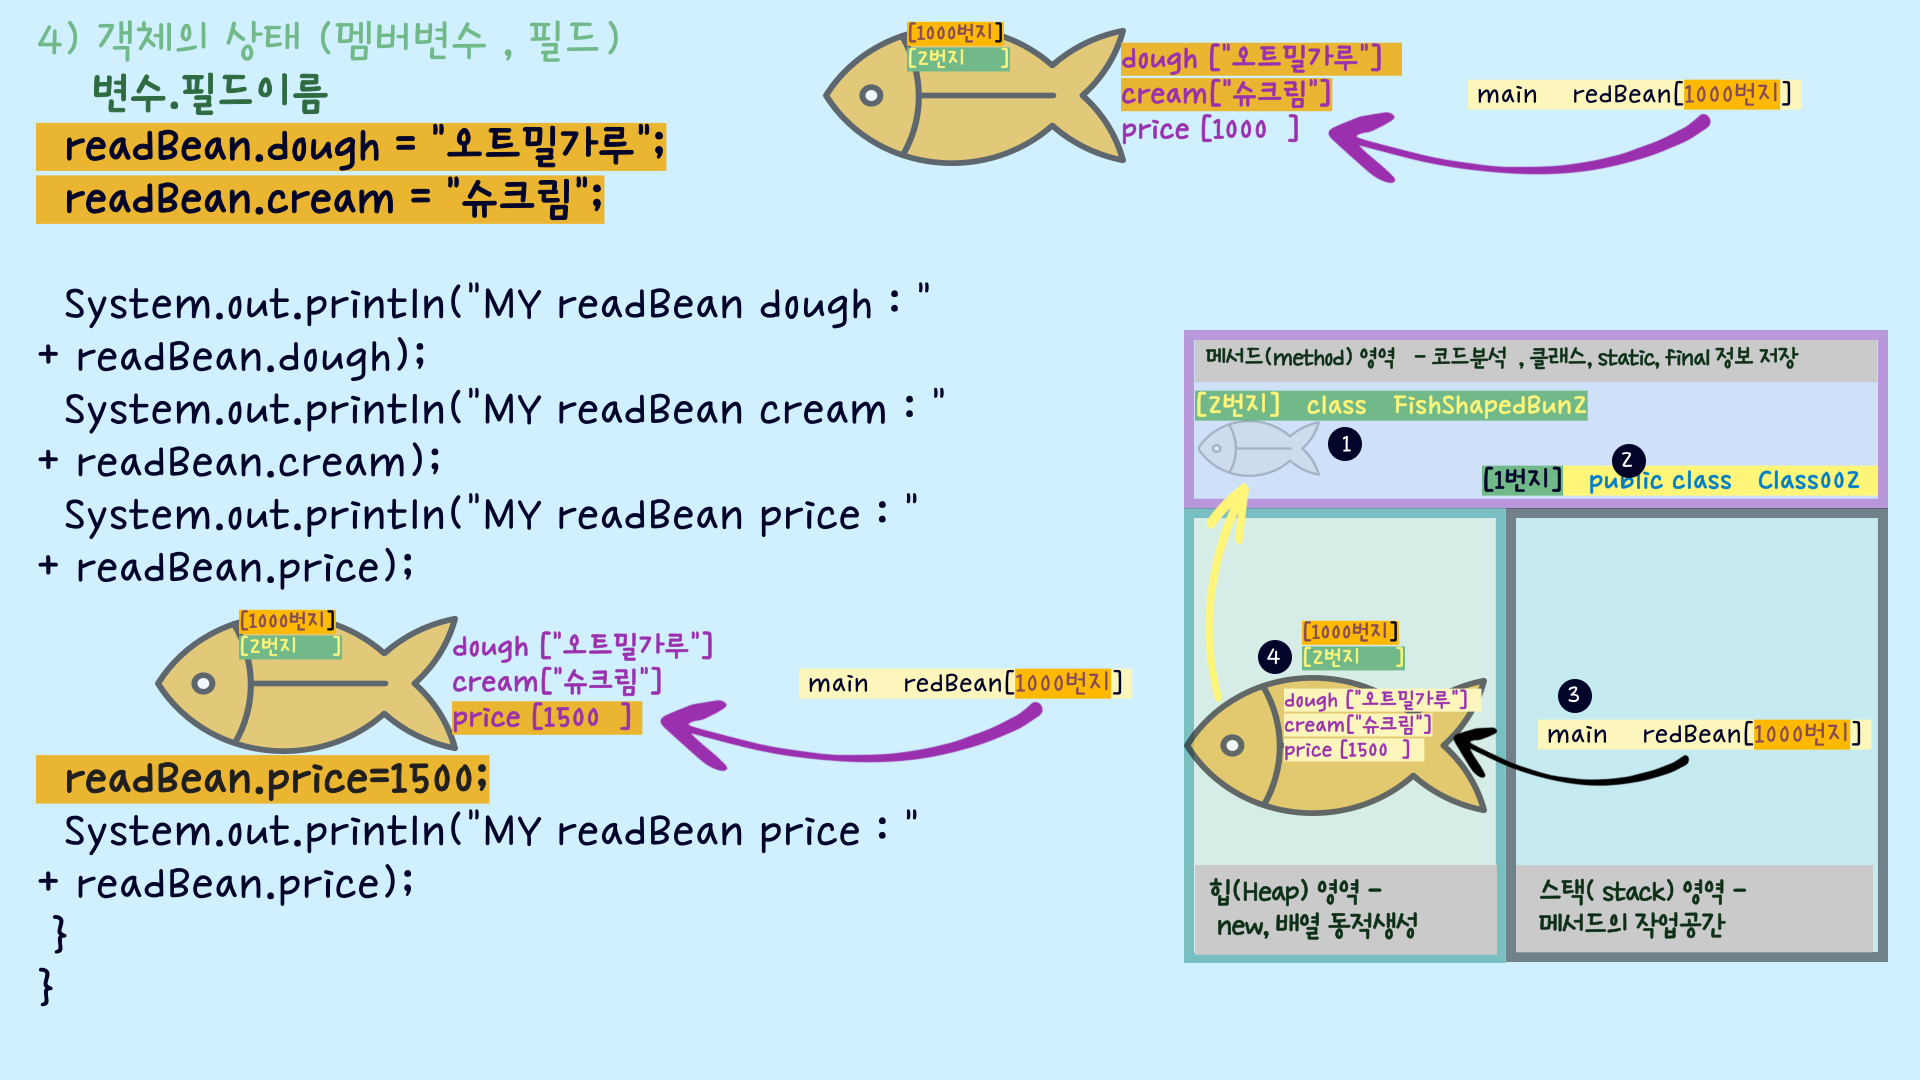 4) 객체의 상태 (멤버변수 , 필드)
변수.필드이름
readBean.dough = "오트밀가루";
readBean.cream = "슈크림";
System.out.println("MY readBean dough : "
+ readBean.dough);
System.out.println("MY readBean cream : "
+ readBean.cream);
System.out.println("MY readBean price : "
+ readBean.price);
[1000번지]
[2번지 ]
dough ["오트밀가루"]
cream["슈크림"]
price [1500 ]
main redBean[1000번지]
readBean.price=1500;
System.out.println("MY readBean price : "
+ readBean.price);
}
}
[1000번지]
[2번지 ]
dough ["오트밀가루"]
cream["슈크림"]
price [1000 ]
main redBean[1000번지]
메서드(method) 영역 - 코드분석 , 클래스, static, final 정보 저장
[2번지] class FishShapedBun2
1
2
[1번지] public class Class002
[1000번지]
4
[2번지 ]
dough ["오트밀가루"]
cream["슈크림"]
price [1500 ]
3
main redBean[1000번지]
힙(Heap) 영역 -
new, 배열 동적생성
스택( stack) 영역 -
메서드의 작업공간